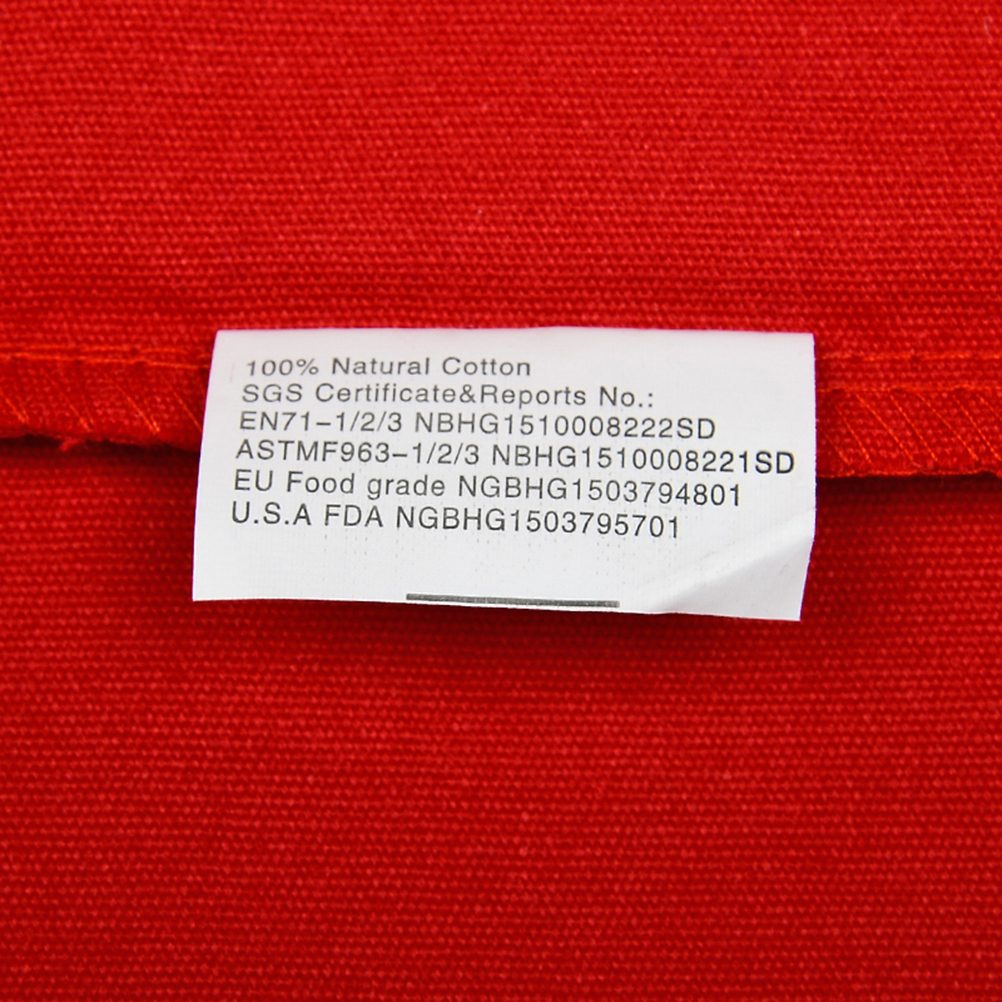 100% Natural Cotton
SGS Certificate&Reports No.:
EN71-1/2/3 NBHG1510008222SD
ASTMF963-1/2/3 NBHG1510008221SD
EU Food grade NGBHG1503794801
U.S.A FDA NGBHG1503795701